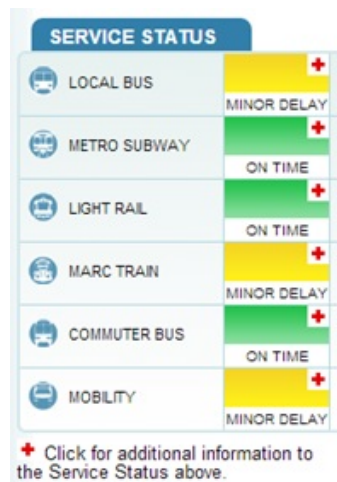 SERVICE STATUS
LOCAL BUS
MINOR DELAY
METRO SUBWAY
ON TIME
LIGHT RAIL
ON TIME
MARC TRAIN
MINOR DELAY
COMMUTER BUS
ON TIME
MOBILITY
MINOR DELAY
+ Click for additional information to
the Service Status above.